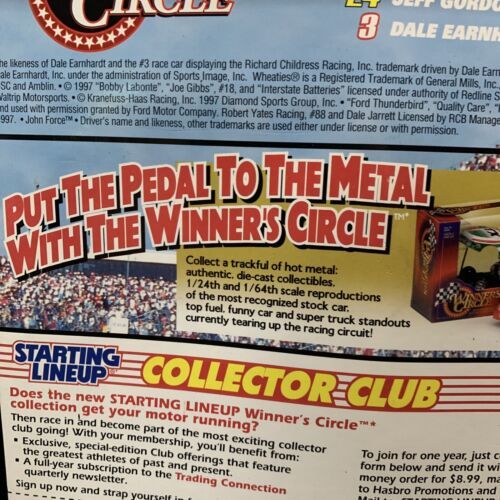 CIRCLE
24 JEFF GORDO
3 DALE EARNH
he likeness of Dale Earnhardt and the #3 race car displaying the Richard Childress Racing, Inc. trademark driven by Dale Earn
ale Earnhardt, Inc. under the administration of Sports Image, Inc. Wheaties® is a Registered Trademark of General Mills, Inc.,
SC and Amblin. • © 1997 "Bobby Labonte", "Joe Gibbs", #18, and "Interstate Batteries" licensed under authority of Redline S
Waltrip Motorsports. • © Kranefuss-Haas Racing, Inc. 1997 Diamond Sports Group, Inc. • "Ford Thunderbird", "Quality Care", "
and used with permission granted by Ford Motor Company. Robert Yates Racing, #88 and Dale Jarrett Licensed by RCB Manage
997. • John Force™ • Driver's name and likeness, other trademarks are used either under license or with permission.
PUT THE PEDAL TO THE METAL
WITH THE WINNER'S CIRCLE™*
Collect a trackful of hot metal:
authentic. die-cast collectibles.
1/24th and 1/64th scale reproductions
of the most recognized stock car.
top fuel. funny car and super truck standouts
currently tearing up the racing circuit!
STARTING
LINEUP
COLLECTOR CLUB
Does the new STARTING LINEUP Winner's Circle™*
collection get your motor running?
Then race in and become part of the most exciting collector
club going! With your membership, you'll benefit from:
• Exclusive, special-edition Club offerings that feature
the greatest athletes of past and present.
• A full-year subscription to the Trading Connection
quarterly newsletter.
Sign up now and strap yourself in f
To join for one year, just c
form below and send it wi
order for $8.99, m
to Hasbro Promotions and